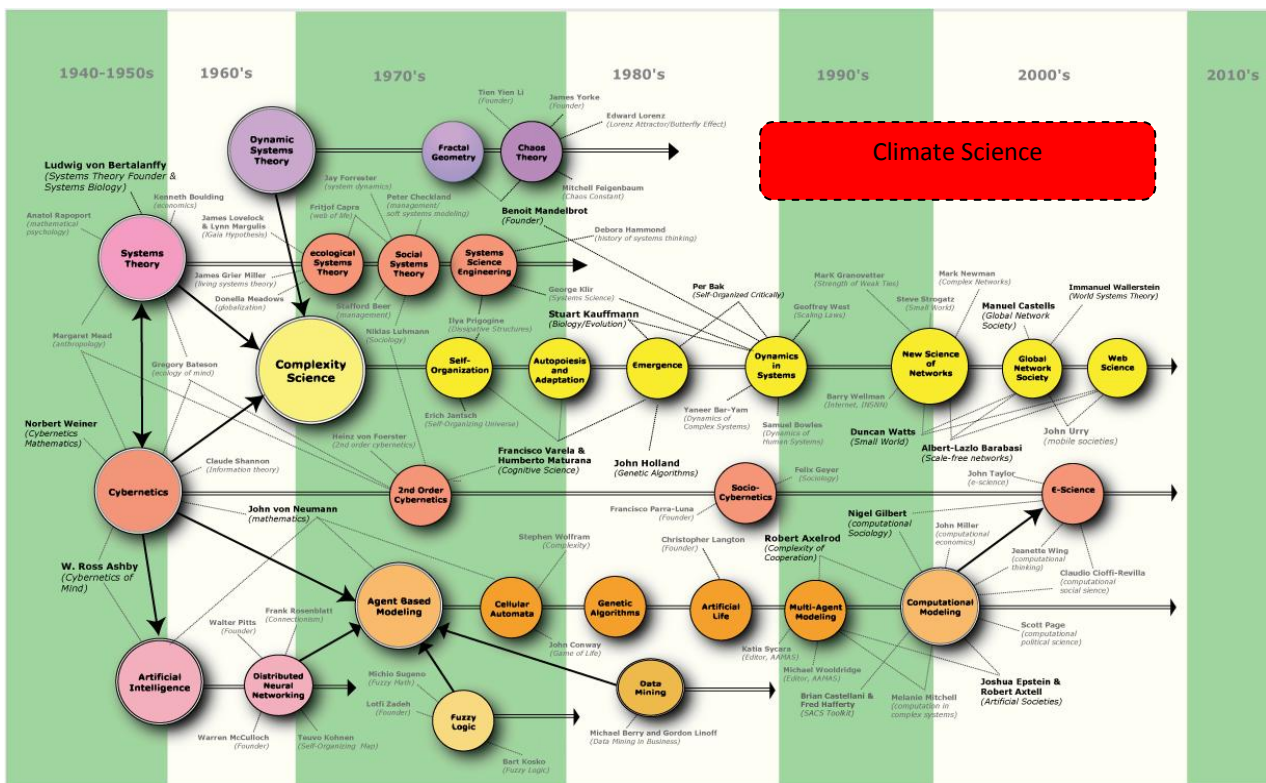 1940-1950s
1960's
1970's
1980's
1990's
2000's
2010's
Climate Science
Tien Yien Li
(Founder)
James Yorke
(Founder)
Edward Lorenz
(Lorenz Attractor/Butterfly Effect)
Dynamic
Systems
Theory
Fractal
Geometry
Chaos
Theory
Mitchell Feigenbaum
(Chaos Constant)
Benoit Mandelbrot
(Founder)
Ludwig von Bertalanffy
(Systems Theory Founder &
Systems Biology)
Kenneth Boulding
(economics)
Anatol Rapoport
(mathematical
psychology)
Jay Forrester
(system dynamics)
Peter Checkland
(management/
soft systems modeling)
Fritjof Capra
(web of life)
James Lovelock
& Lynn Margulis
(IGaia Hypothesis)
Debora Hammond
(history of systems thinking)
Systems
Theory
ecological
Systems
Theory
Social
Systems
Theory
Systems
Science
Engineering
James Grier Miller
(living systems theory)
Donella Meadows
(globalization)
Stafford Beer
(management)
Niklas Luhmann
(Sociology)
Ilya Prigogine
(Dissipative Structures)
George Klir
(Systems Science)
Per Bak
(Self-Organized Critically)
Stuart Kauffmann
(Biology/Evolution)
MarK Granovetter
(Strength of Weak Ties)
Geoffrey West
(Scaling Laws)
Steve Strogatz
(Small World)
Mark Newman
(Complex Networks)
Manuel Castells
(Global Network
Society)
Immanuel Wallerstein
(World Systems Theory)
Margaret Mead
(anthropology)
Gregory Bateson
(ecology of mind)
Complexity
Science
Self-
Organization
Autopoiesis
and
Adaptation
Emergence
Dynamics
in
Systems
New Science
of
Networks
Global
Network
Society
Web
Science
Erich Jantsch
(Self-Organizing Universe)
Yaneer Bar-Yam
(Dynamics of
Complex Systems)
Samuel Bowles
(Dynamics of
Human Systems)
Barry Wellman
(Internet, INSNN)
Duncan Watts
(Small World)
Albert-Lazlo Barabasi
(Scale-free networks)
John Urry
(mobile societies)
Norbert Weiner
(Cybernetics
Mathematics)
Claude Shannon
(Information theory)
Heinz von Foerster
(2nd order cybernetics)
Francisco Varela &
Humberto Maturana
(Cognitive Science)
John Holland
(Genetic Algorithms)
Felix Geyer
(Sociology)
John Taylor
(e-science)
Cybernetics
2nd Order
Cybernetics
Socio-
Cybernetics
e-Science
Francisco Parra-Luna
(Founder)
John von Neumann
(mathematics)
Stephen Wolfram
(Complexity)
Christopher Langton
(Founder)
Robert Axelrod
(Complexity of
Cooperation)
Nigel Gilbert
(computational
Sociology)
John Miller
(computational
economics)
Jeanette Wing
(computational
thinking)
Claudio Cioffi-Revilla
(computational
social sience)
W. Ross Ashby
(Cybernetics of
Mind)
Frank Rosenblatt
(Connectionism)
Walter Pitts
(Founder)
Agent Based
Modeling
Cellular
Automata
Genetic
Algorithms
Artificial
Life
Multi-Agent
Modeling
Computational
Modeling
Scott Page
(computational
political science)
John Conway
(Game of Life)
Katia Sycara
(Editor, AAMAS)
Michael Wooldridge
(Editor, AAMAS)
Brian Castellani &
Fred Hafferty
(SACS Toolkit)
Melanie Mitchell
(computation in
complex systems)
Joshua Epstein &
Robert Axtell
(Artificial Societies)
Artificial
Intelligence
Distributed
Neural
Networking
Michio Sugeno
(Fuzzy Math)
Lotfi Zadeh
(Founder)
Fuzzy
Logic
Data
Mining
Warren McCulloch
(Founder)
Teuvo Kohnen
(Self-Organizing Map)
Bart Kosko
(Fuzzy Logic)
Michael Berry and Gordon Linoff
(Data Mining in Business)